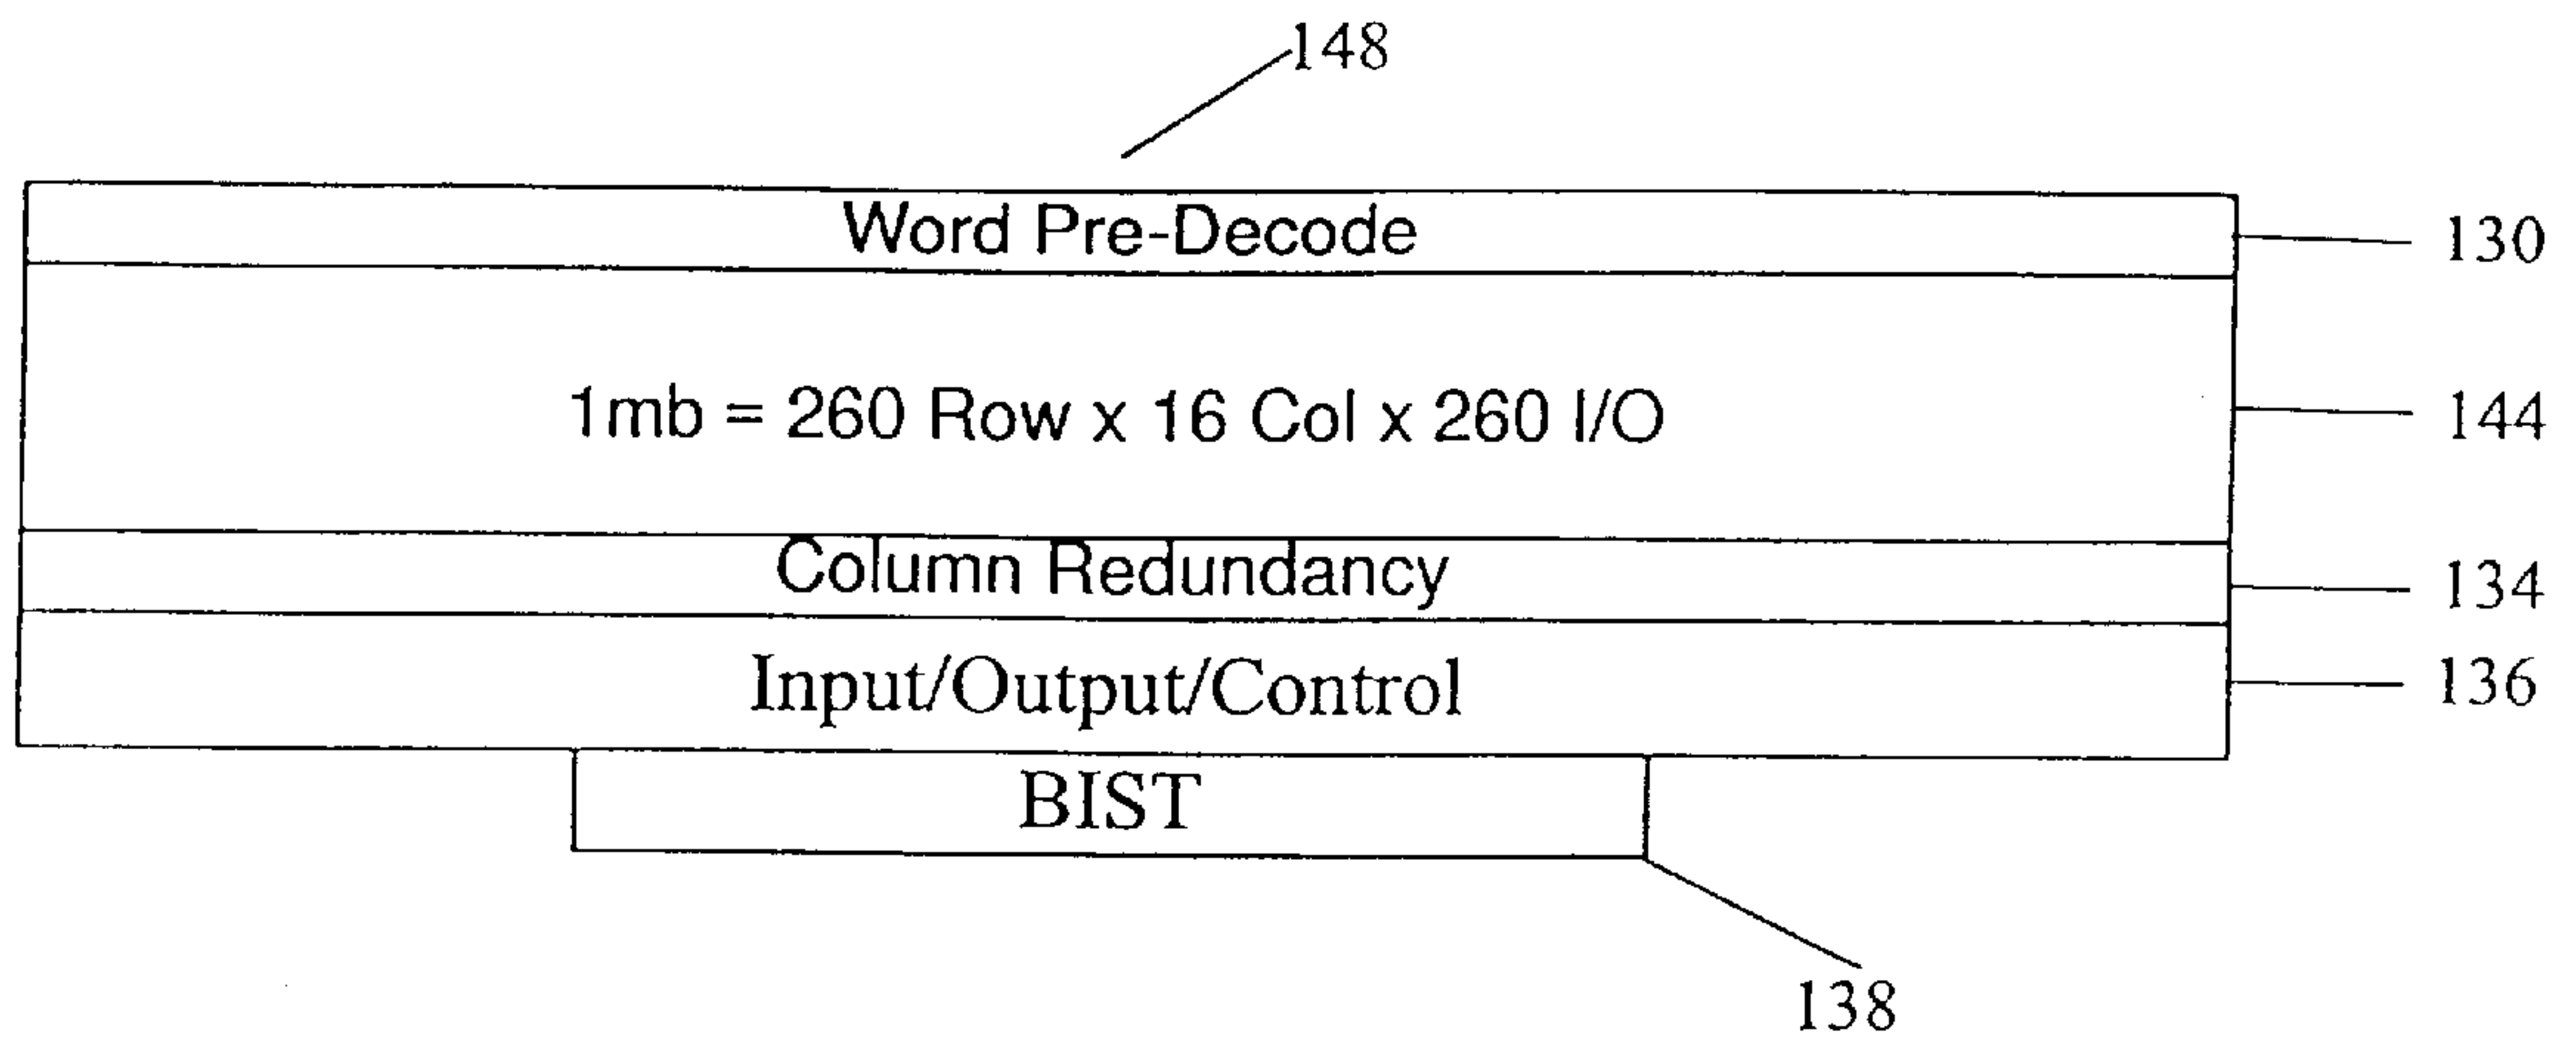 148
Word Pre-Decode
130
1mb = 260 Row x 16 Col x 260 I/O
144
Column Redundancy
134
Input/Output/Control
136
BIST
138